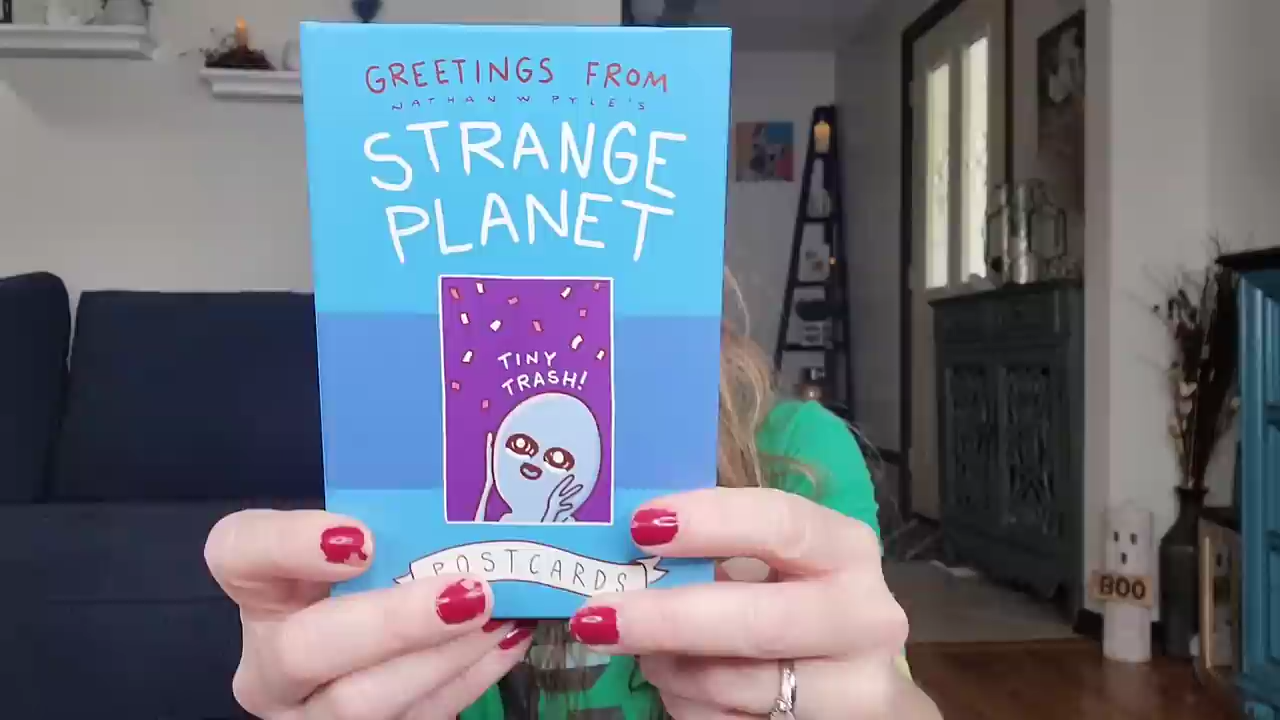 GREETINGS FROM
NATHAN W PYLE'S
STRANGE
PLANET
TINY
TRASH!
POSTCARDS
BOO